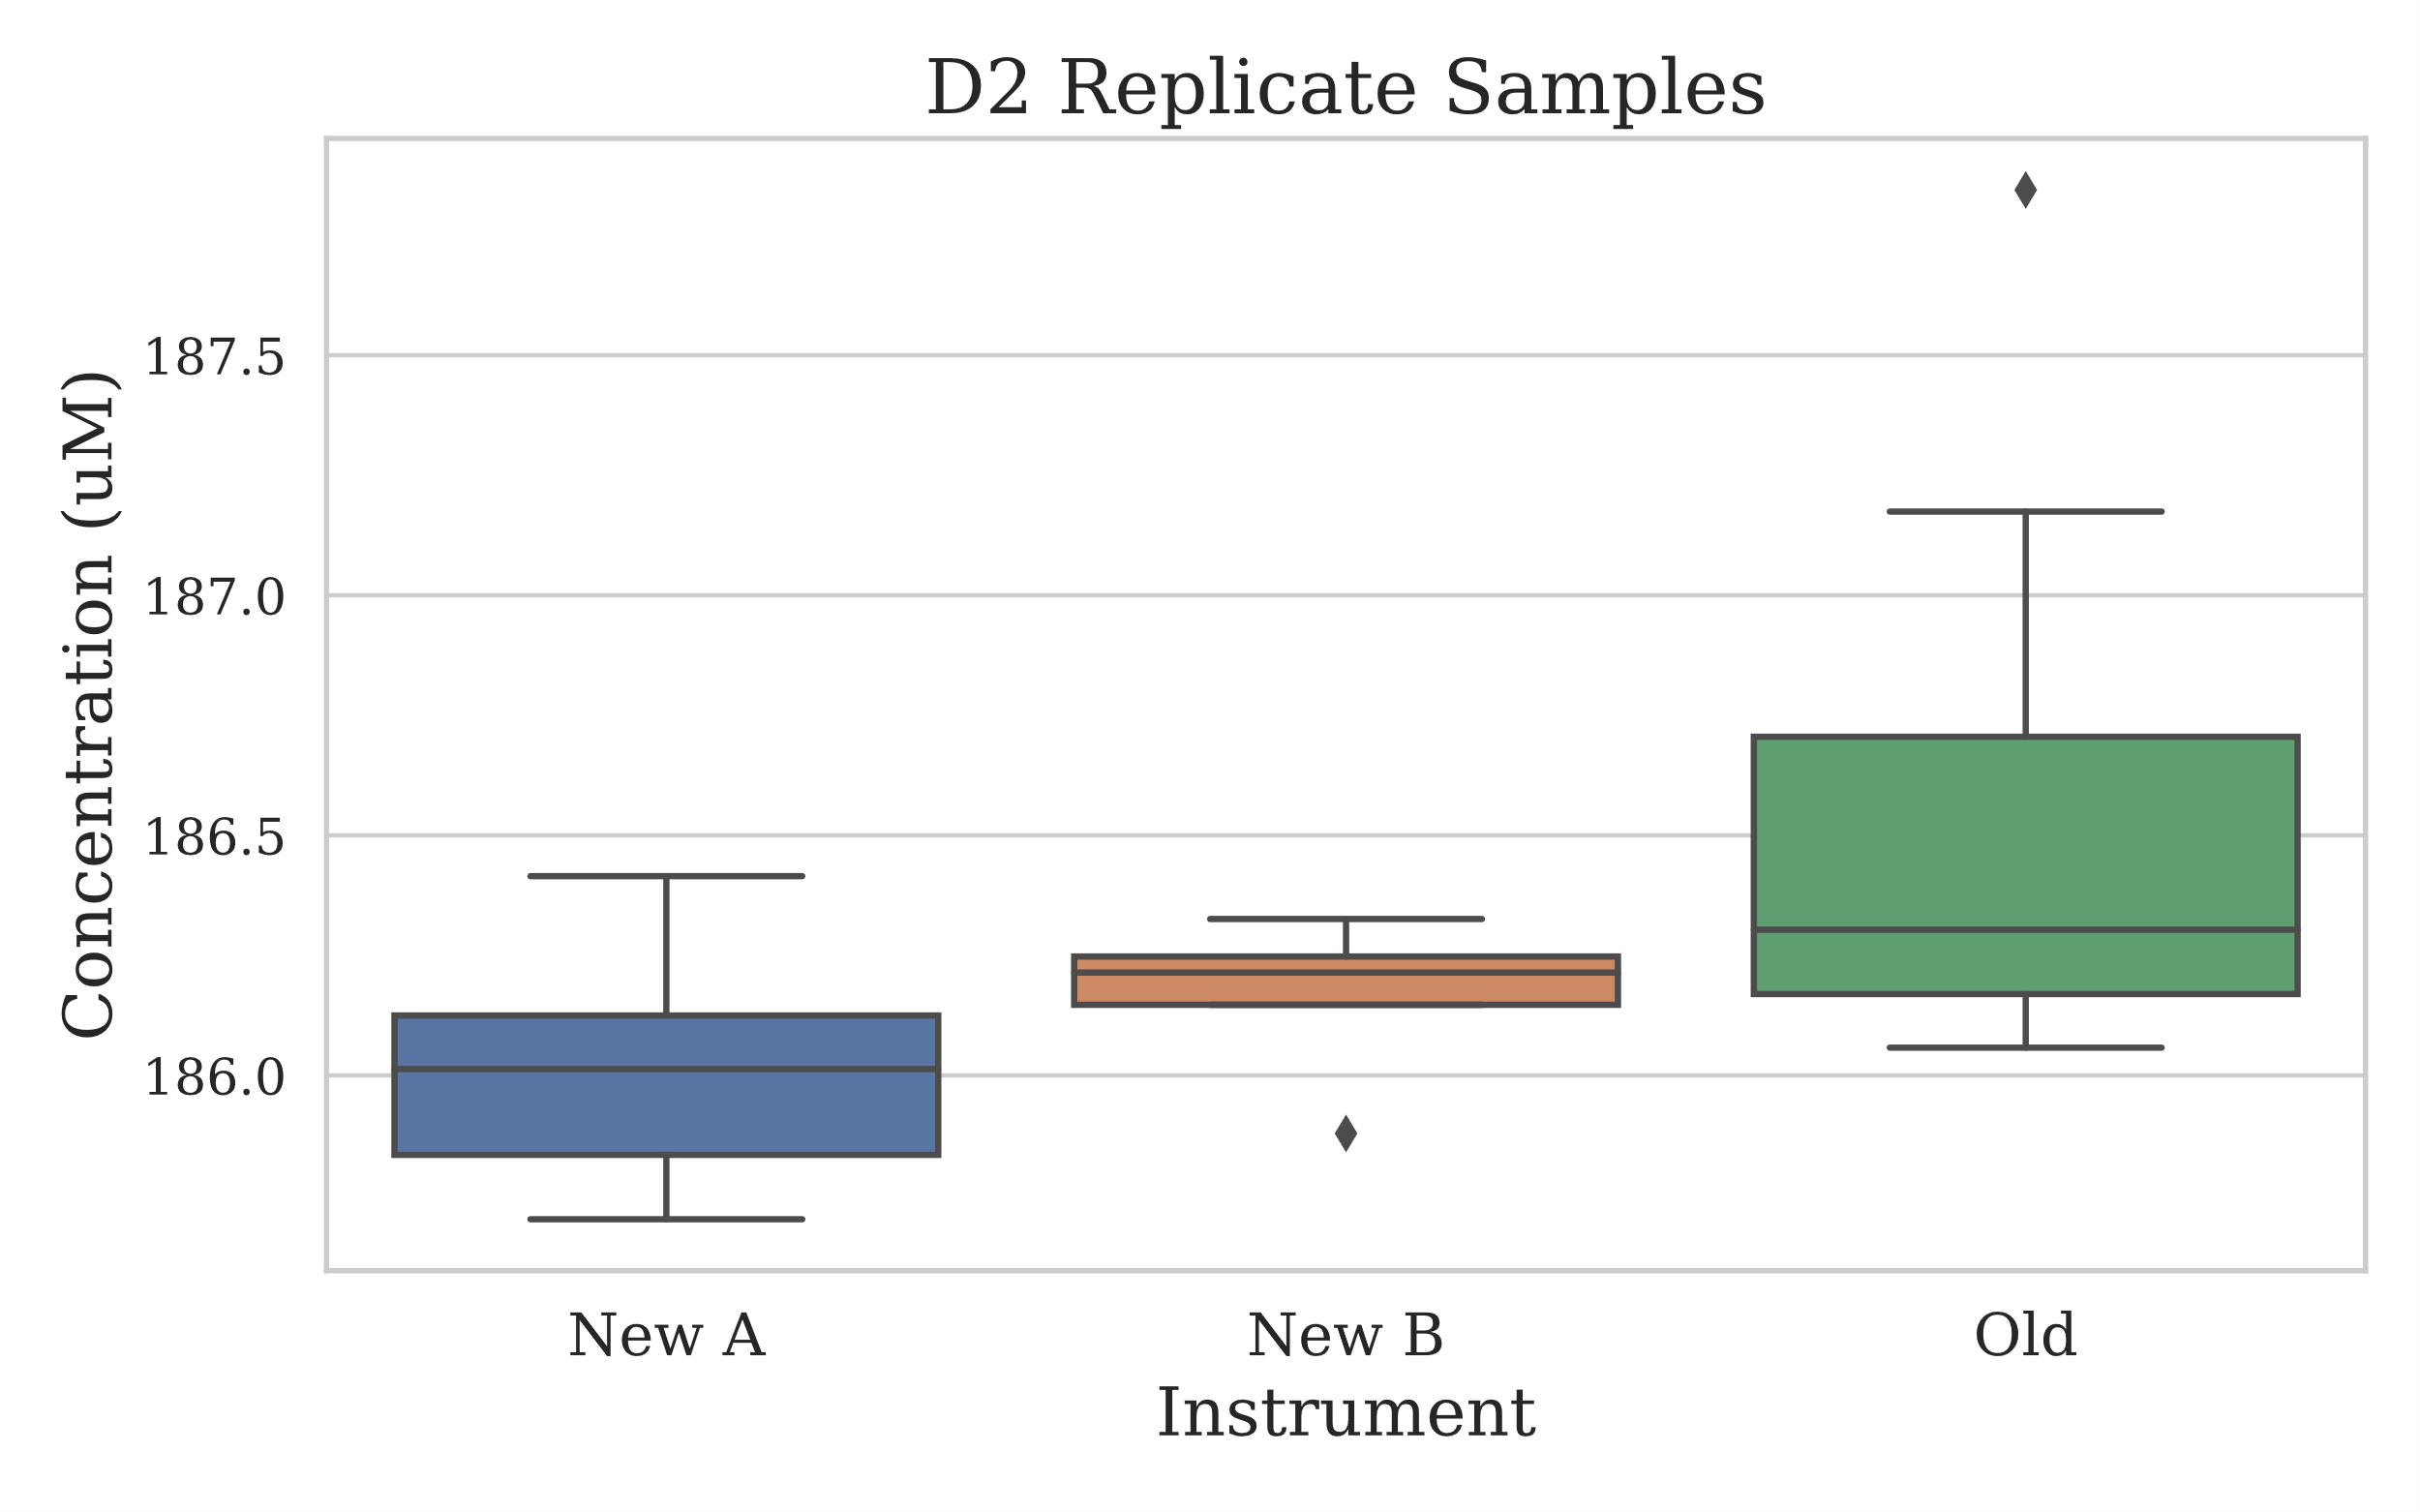 D2 Replicate Samples
Concentration (uM)
187.5
187.0
186.5
186.0
New A
New B
Old
Instrument